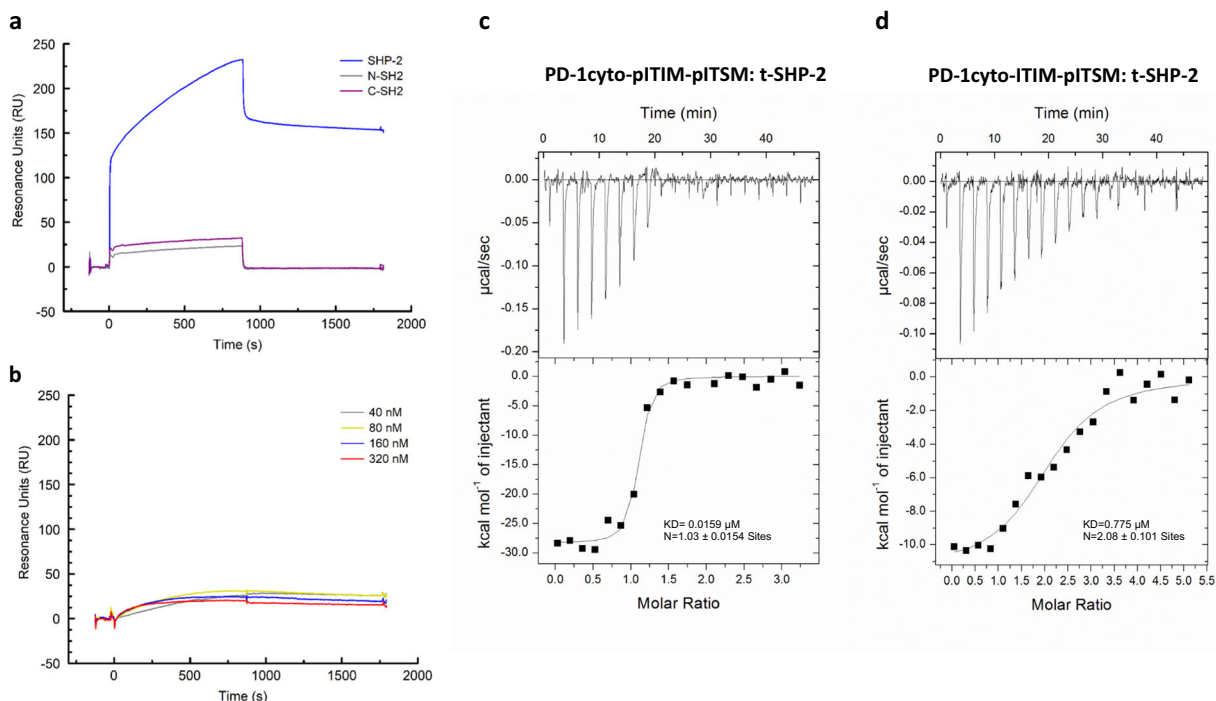 a
250
200
150
100
50
0
-50
Resonance Units (RU)
SHP-2
N-SH2
C-SH2
0 500 1000 1500 2000
Time (s)
b
250
200
150
100
50
0
-50
Resonance Units (RU)
40 nM
80 nM
160 nM
320 nM
0 500 1000 1500 2000
Time (s)
c
PD-1cyto-pITIM-pITSM: t-SHP-2
Time (min)
0 10 20 30 40
0.00
-0.05
-0.10
-0.15
-0.20
µcal/sec
0.0
-5.0
-10.0
-15.0
-20.0
-25.0
-30.0
kcal mol-1 of injectant
KD= 0.0159 µM
N=1.03 ± 0.0154 Sites
0.0 0.5 1.0 1.5 2.0 2.5 3.0
Molar Ratio
d
PD-1cyto-ITIM-pITSM: t-SHP-2
Time (min)
0 10 20 30 40
0.00
-0.02
-0.04
-0.06
-0.08
-0.10
µcal/sec
0.0
-2.0
-4.0
-6.0
-8.0
-10.0
kcal mol-1 of injectant
KD=0.775 µM
N=2.08 ± 0.101 Sites
0.0 0.5 1.0 1.5 2.0 2.5 3.0 3.5 4.0 4.5 5.0 5.5
Molar Ratio